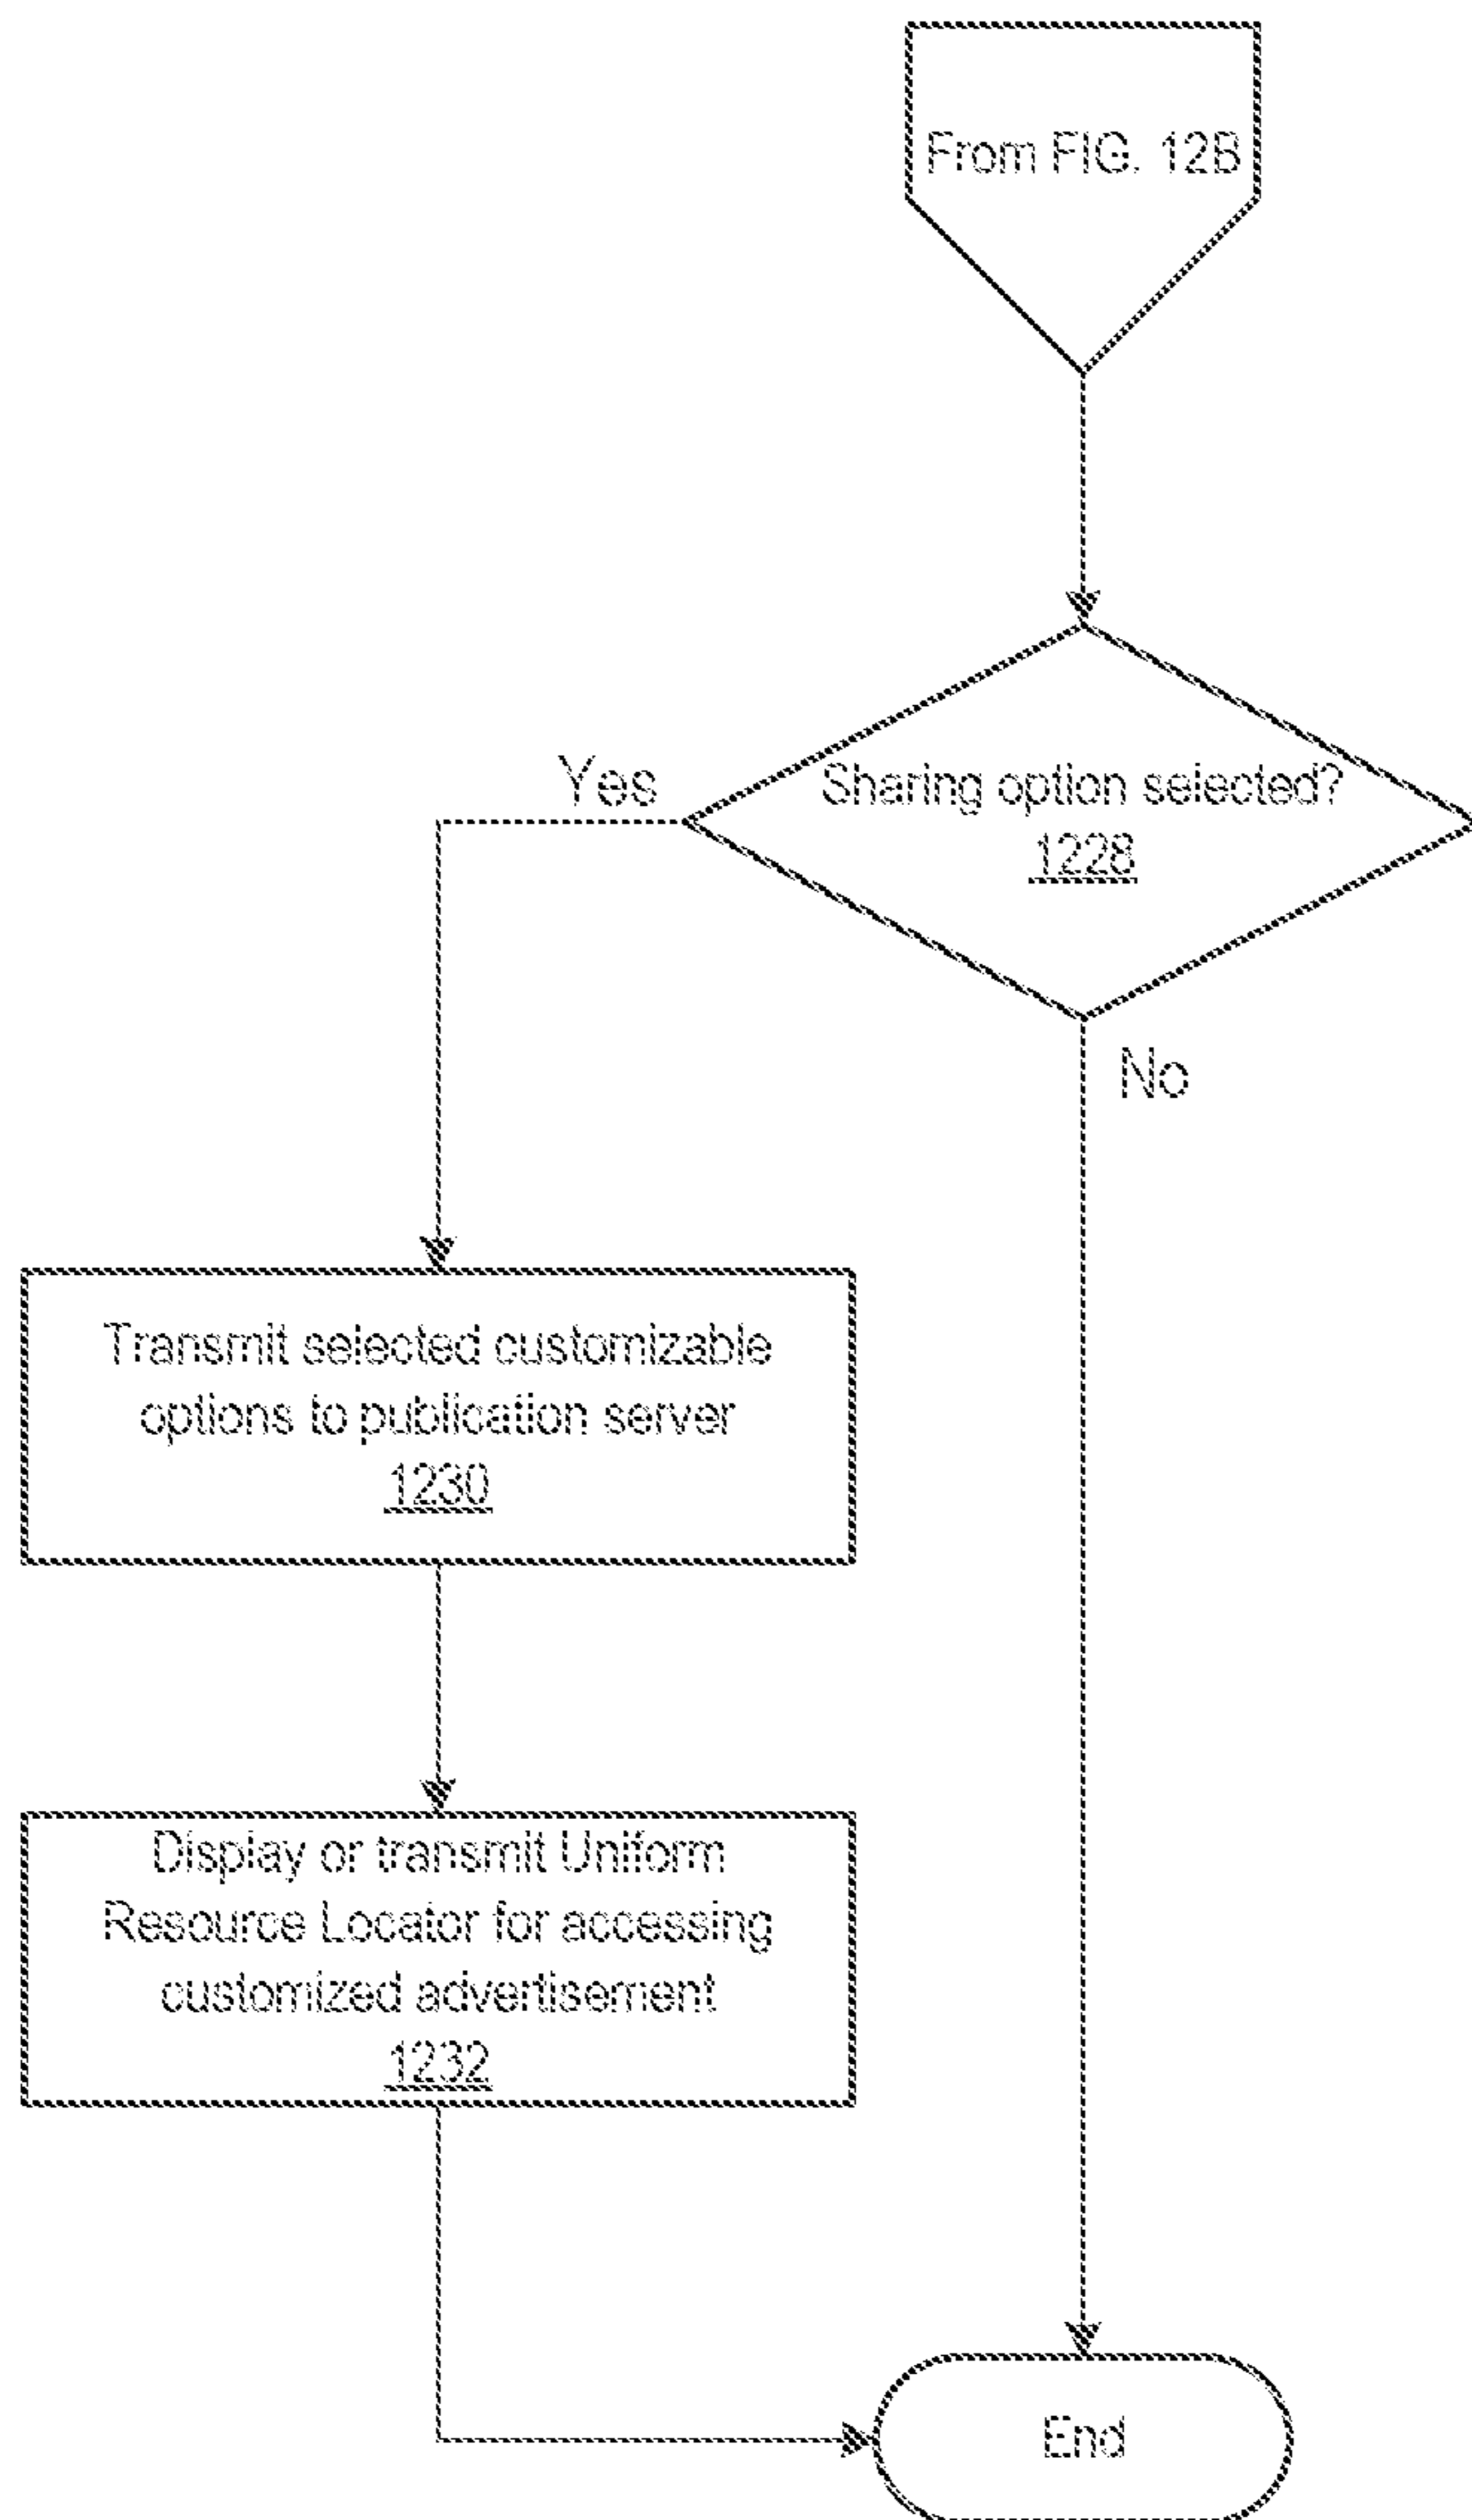 From FIG. 12B
Sharing option selected?
1228
Yes
No
Transmit selected customizable
options to publication server
1230
Display or transmit Uniform
Resource Locator for accessing
customized advertisement
1232
End